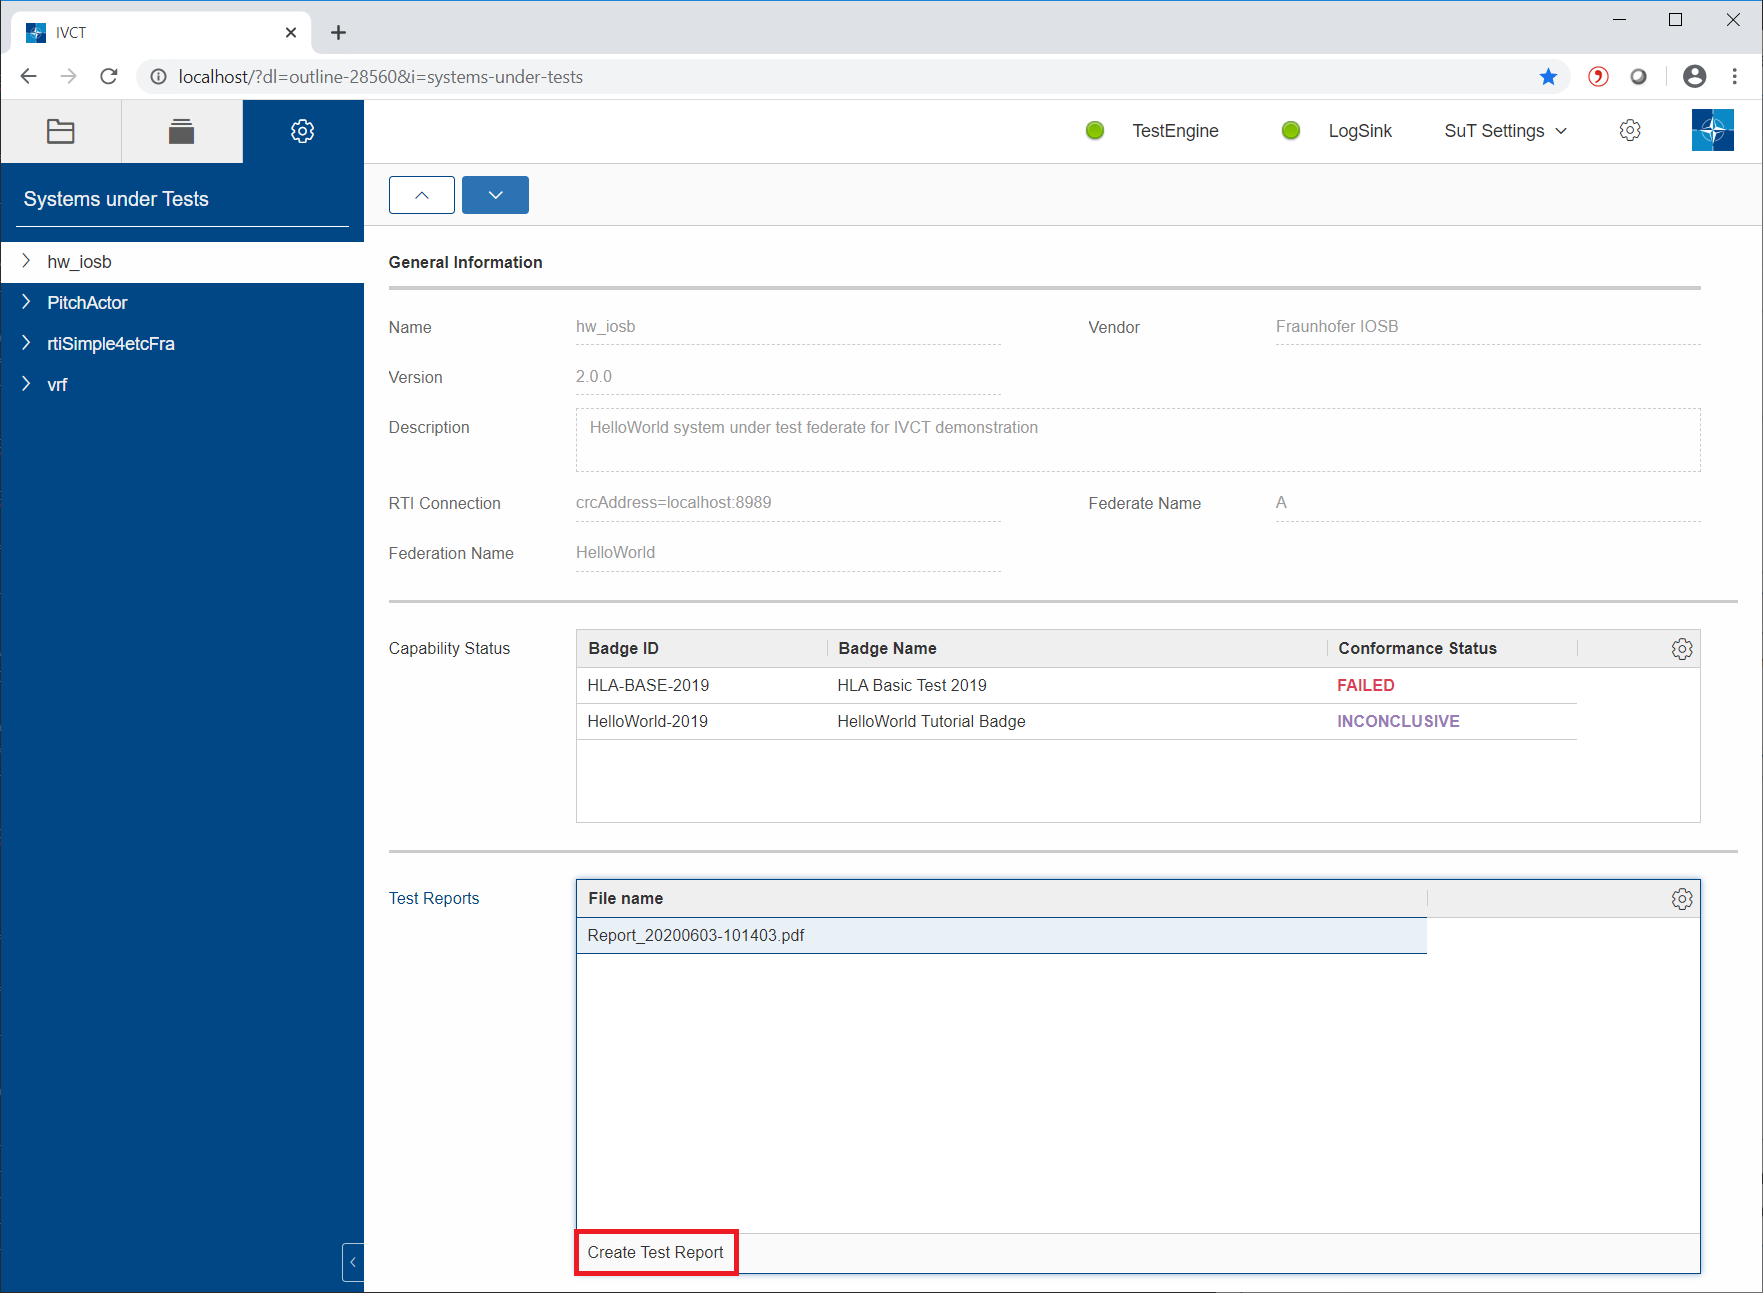 IVCT
localhost/?dl=outline-28560&i=systems-under-tests
TestEngine
LogSink
SuT Settings
Systems under Tests
hw_iosb
PitchActor
rtiSimple4etcFra
vrf
General Information
Name hw_iosb Vendor Fraunhofer IOSB
Version 2.0.0
Description HelloWorld system under test federate for IVCT demonstration
RTI Connection crcAddress=localhost:8989 Federate Name A
Federation Name HelloWorld
Capability Status Badge ID Badge Name Conformance Status
HLA-BASE-2019 HLA Basic Test 2019 FAILED
HelloWorld-2019 HelloWorld Tutorial Badge INCONCLUSIVE
Test Reports File name
Report_20200603-101403.pdf
Create Test Report